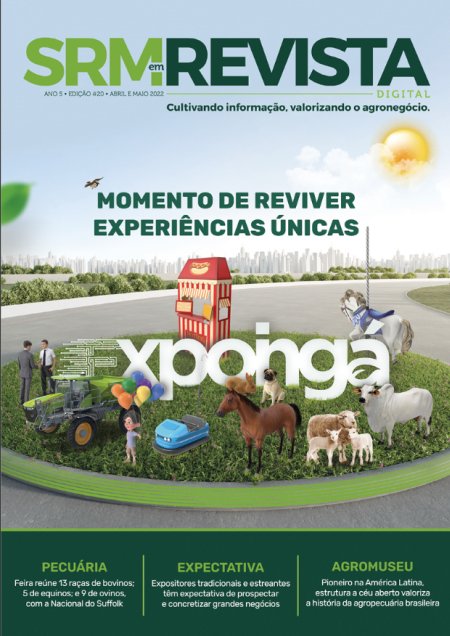 SRM em REVISTA
DIGITAL
ANO 5 • EDIÇÃO #20 • ABRIL E MAIO 2022
Cultivando informação, valorizando o agronegócio.
MOMENTO DE REVIVER
EXPERIÊNCIAS ÚNICAS
Expoingá
PECUÁRIA
Feira reúne 13 raças de bovinos;
5 de equinos; e 9 de ovinos,
com a Nacional do Suffolk
EXPECTATIVA
Expositores tradicionais e estreantes
têm expectativa de prospectar
e concretizar grandes negócios
AGROMUSEU
Pioneiro na América Latina,
estrutura a céu aberto valoriza
a história da agropecuária brasileira